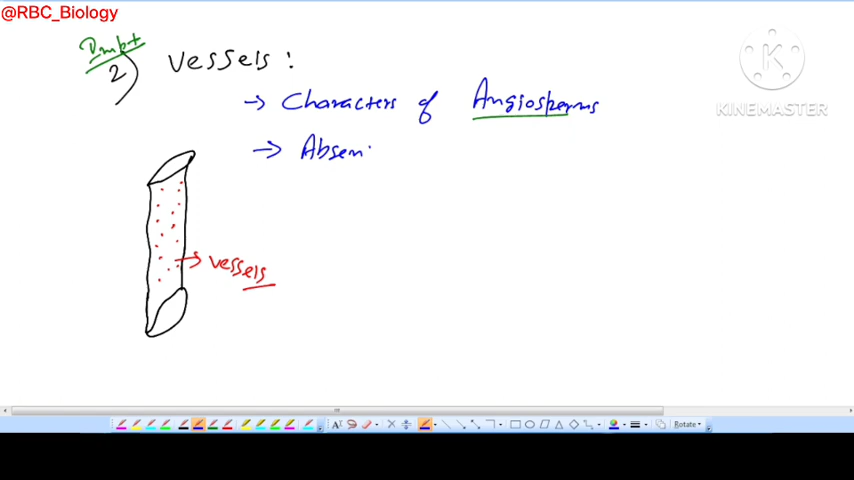 @RBC_Biology
Doubt
2) Vessels :
→ Characters of Angiosperms
→ Absen
→ vessels
KINEMASTER
Rotate